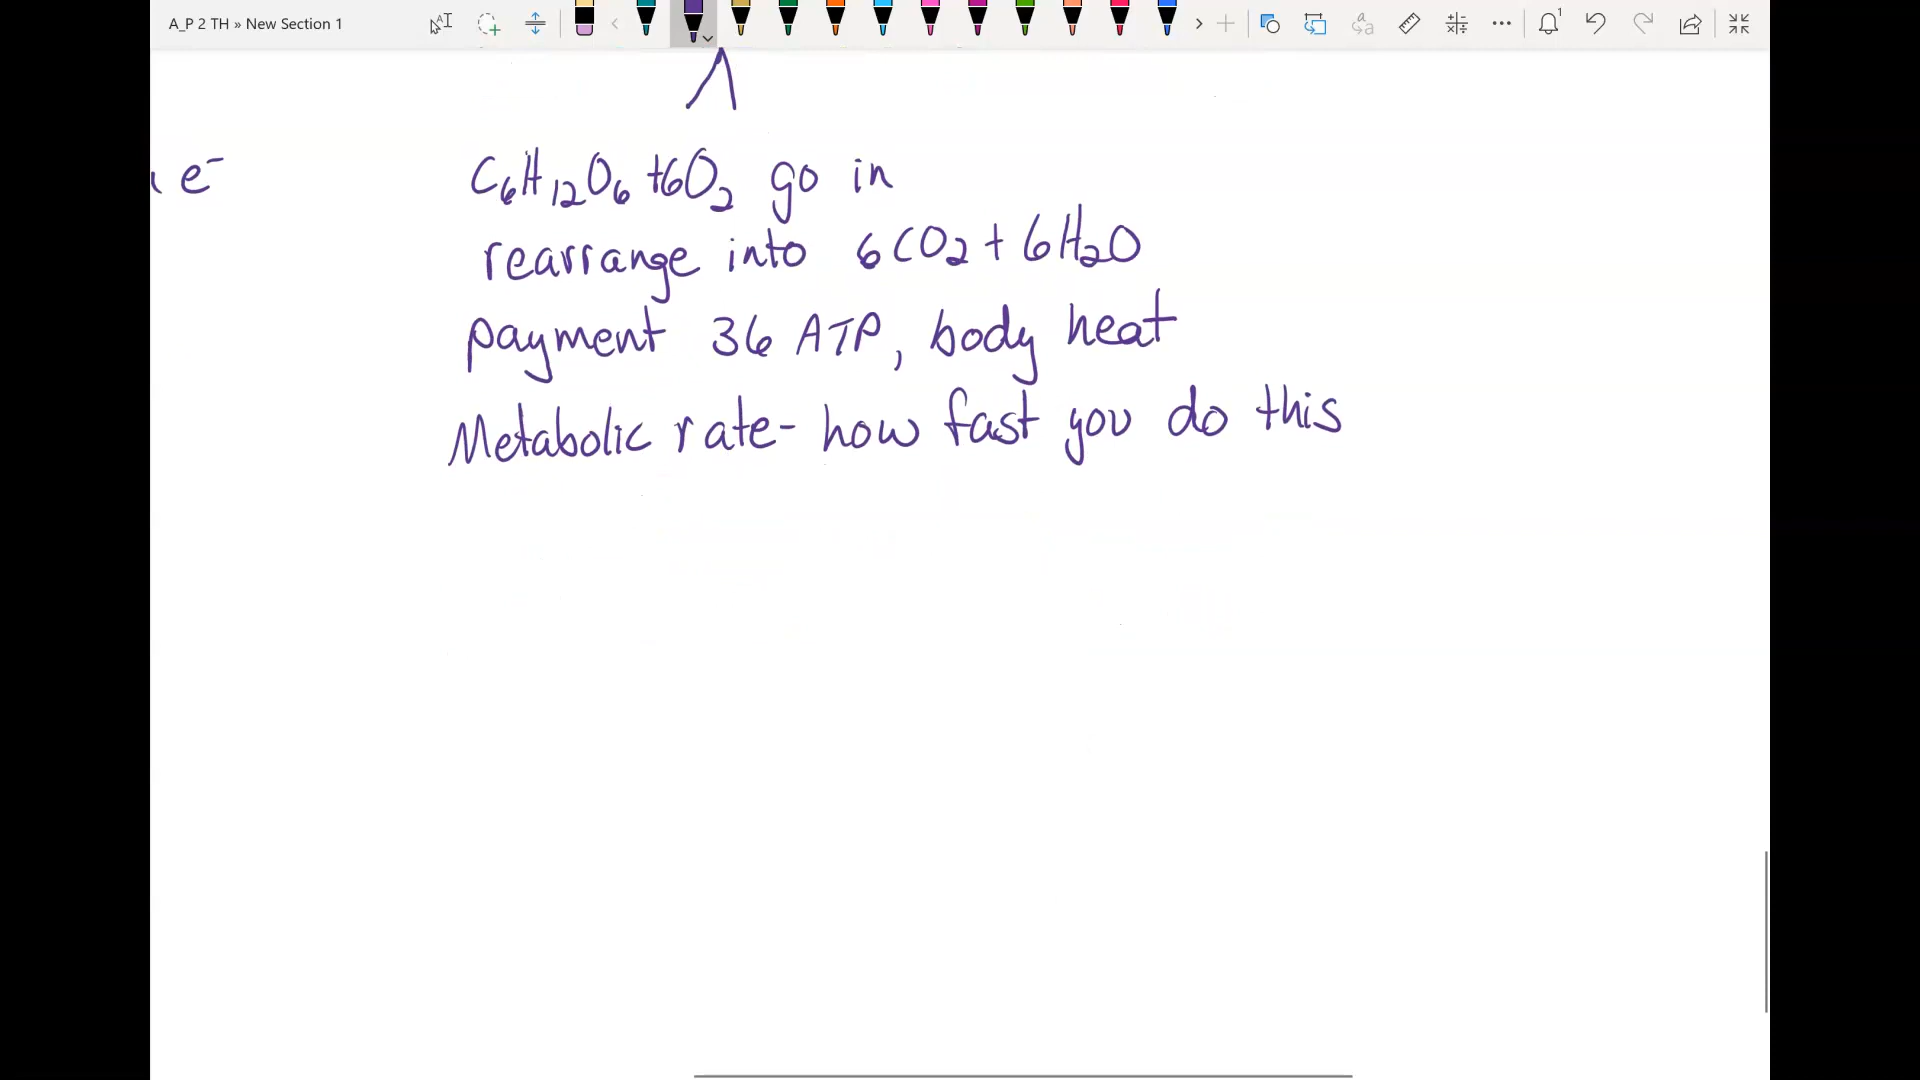 A_P 2 TH » New Section 1
e⁻
C₆H₁₂O₆ +6O₂ go in
rearrange into 6CO₂ + 6H₂O
payment 36 ATP, body heat
Metabolic rate- how fast you do this